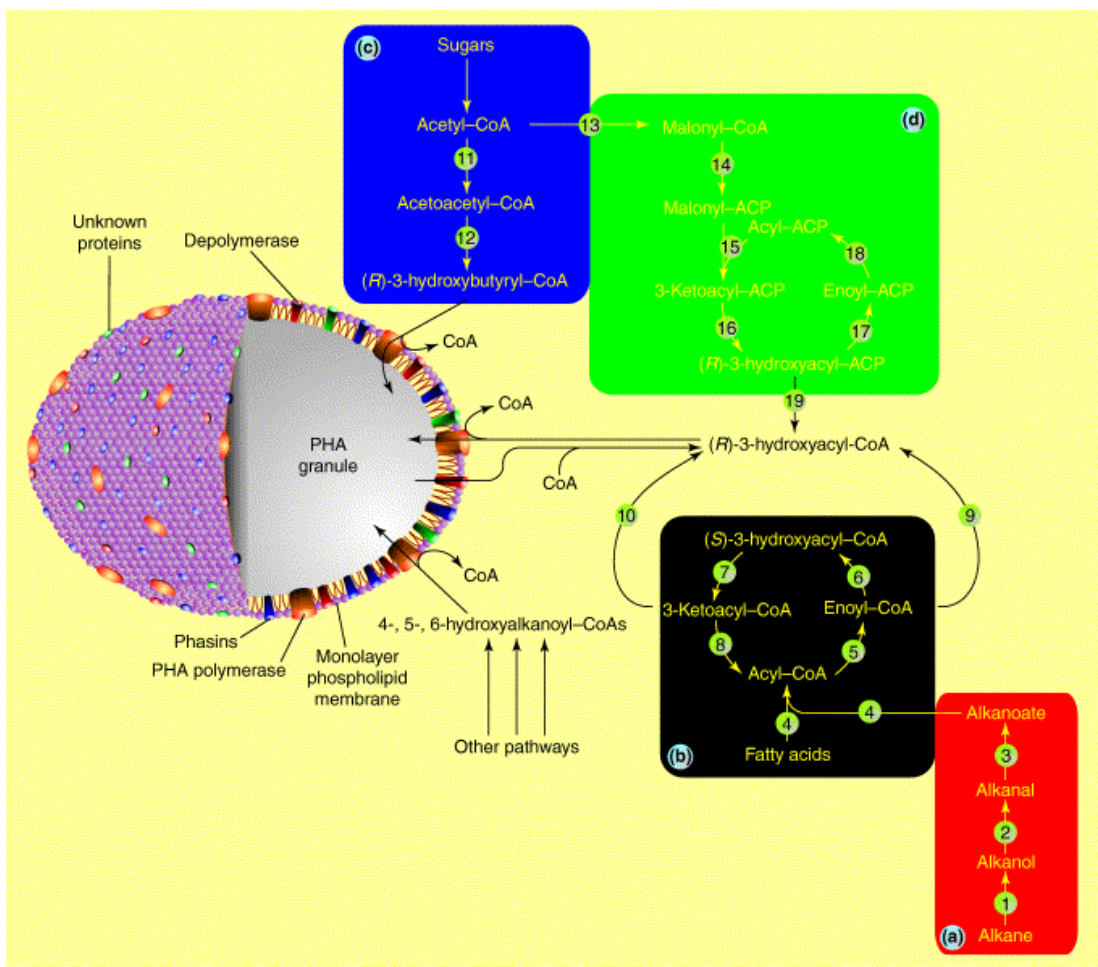 (c)
Sugars
Acetyl–CoA
13
Malonyl–CoA
(d)
11
14
Acetoacetyl–CoA
Malonyl–ACP
Acyl–ACP
12
15
18
(R)-3-hydroxybutyryl–CoA
3-Ketoacyl–ACP
Enoyl–ACP
16
17
(R)-3-hydroxyacyl–ACP
19
Unknown
proteins
Depolymerase
CoA
CoA
(R)-3-hydroxyacyl-CoA
PHA
granule
CoA
10
9
(S)-3-hydroxyacyl–CoA
7
6
CoA
3-Ketoacyl–CoA
Enoyl–CoA
4-, 5-, 6-hydroxyalkanoyl–CoAs
8
5
Phasins
PHA polymerase
Monolayer
phospholipid
membrane
Acyl–CoA
4
4
Other pathways
Fatty acids
(b)
Alkanoate
3
Alkanal
2
Alkanol
1
(a)
Alkane